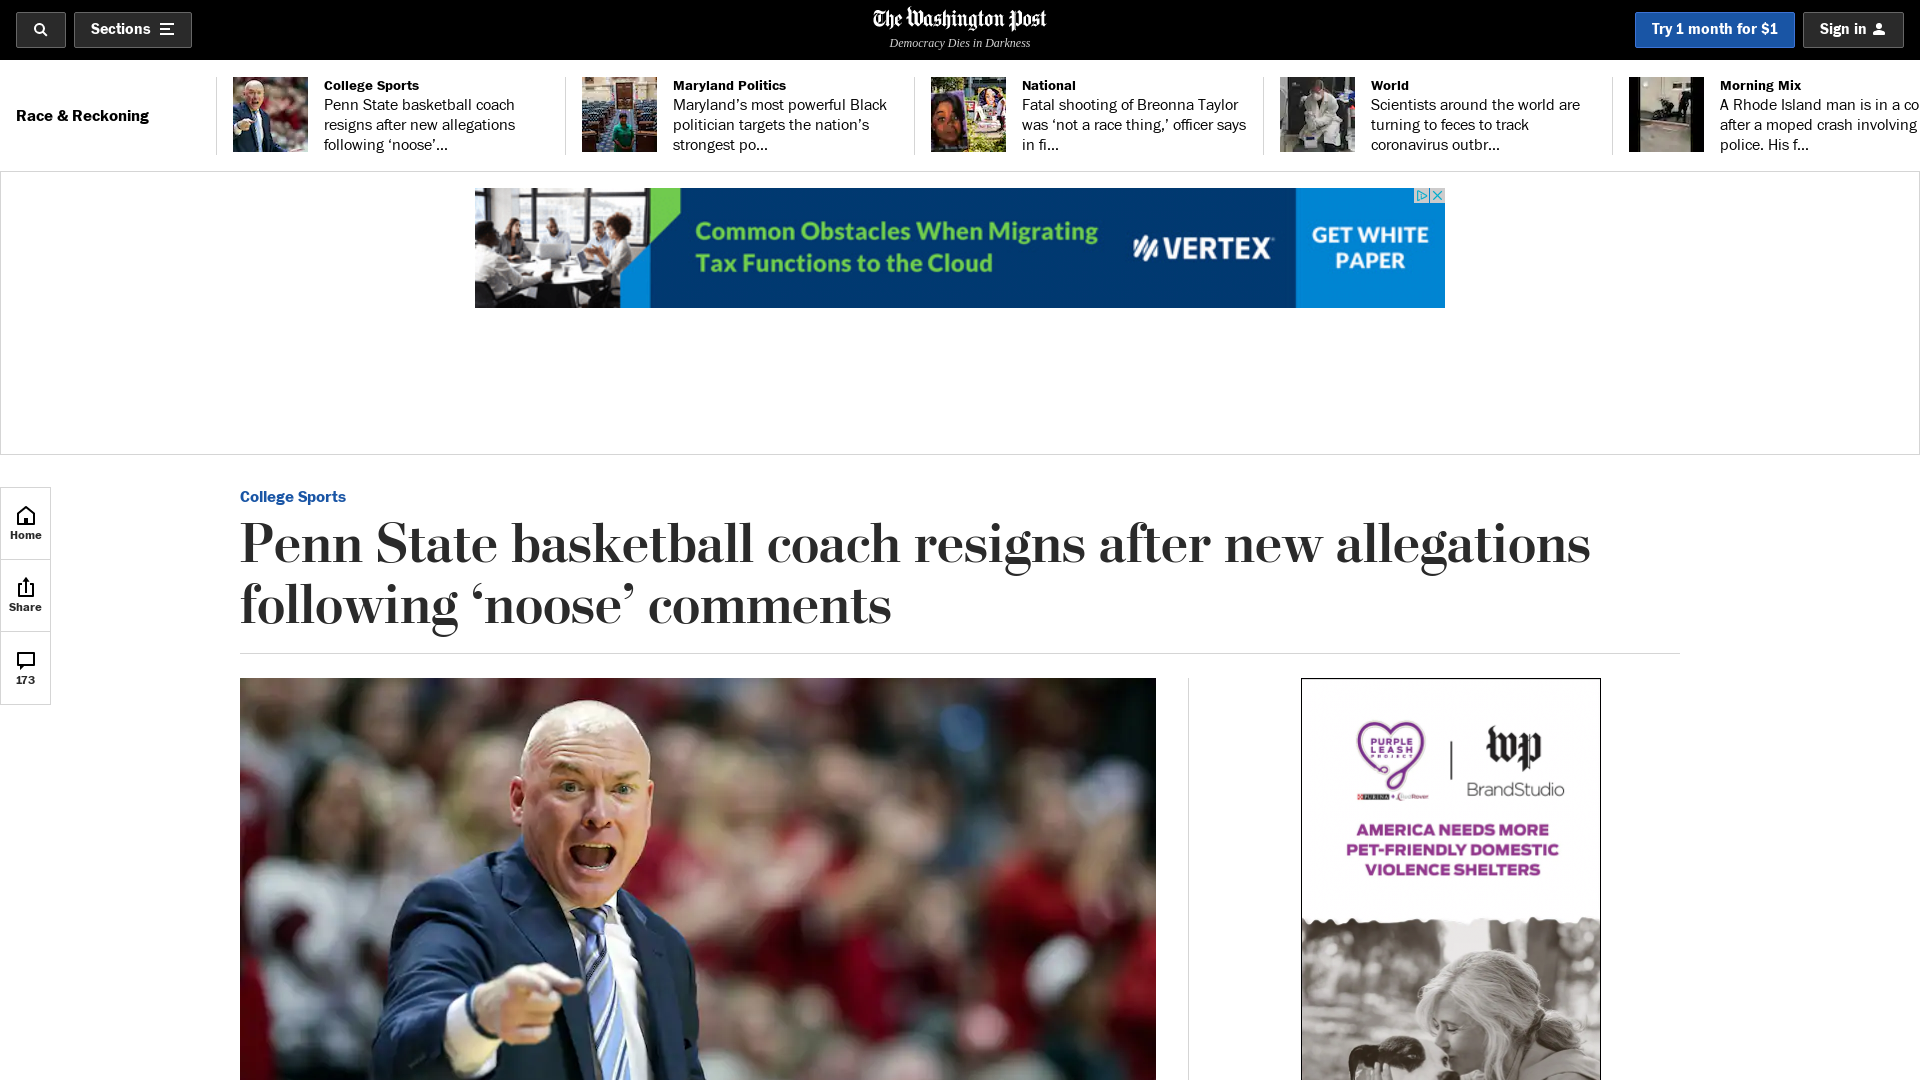 Sections
The Washington Post
Democracy Dies in Darkness
Try 1 month for $1
Sign in
Race & Reckoning
College Sports
Penn State basketball coach
resigns after new allegations
following ‘noose’...
Maryland Politics
Maryland’s most powerful Black
politician targets the nation’s
strongest po...
National
Fatal shooting of Breonna Taylor
was ‘not a race thing,’ officer says
in fi...
World
Scientists around the world are
turning to feces to track
coronavirus outbr...
Morning Mix
A Rhode Island man is in a co
after a moped crash involving
police. His f...
Common Obstacles When Migrating
Tax Functions to the Cloud
VERTEX
GET WHITE
PAPER
Home
Share
173
College Sports
Penn State basketball coach resigns after new allegations
following ‘noose’ comments
PURPLE
LEASH
PROJECT
PURINA
wp
BrandStudio
AMERICA NEEDS MORE
PET-FRIENDLY DOMESTIC
VIOLENCE SHELTERS